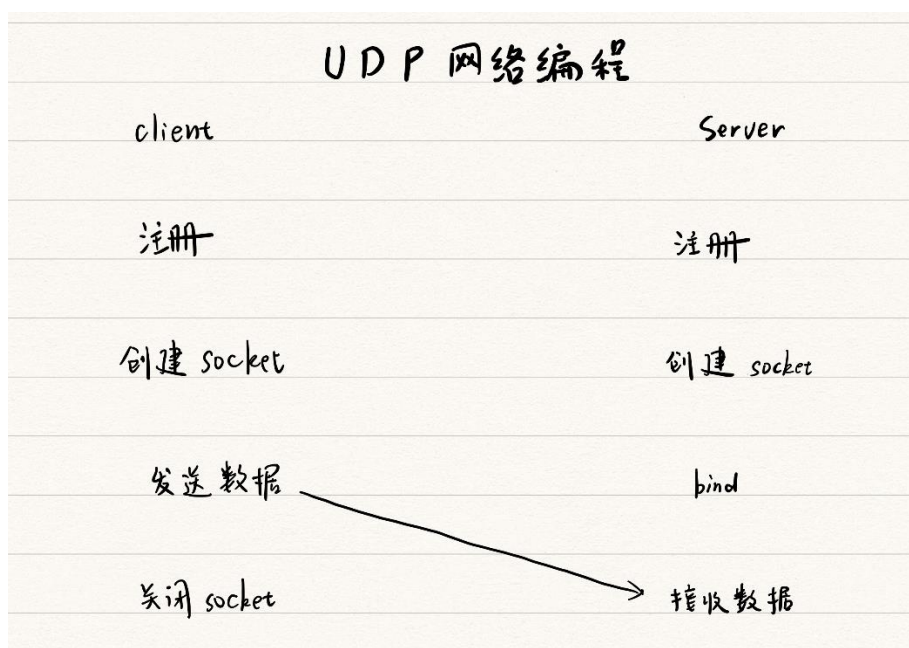 UDP 网络编程
client Server
注册 注册
创建 socket 创建 socket
发送数据 bind
关闭 socket 接收数据